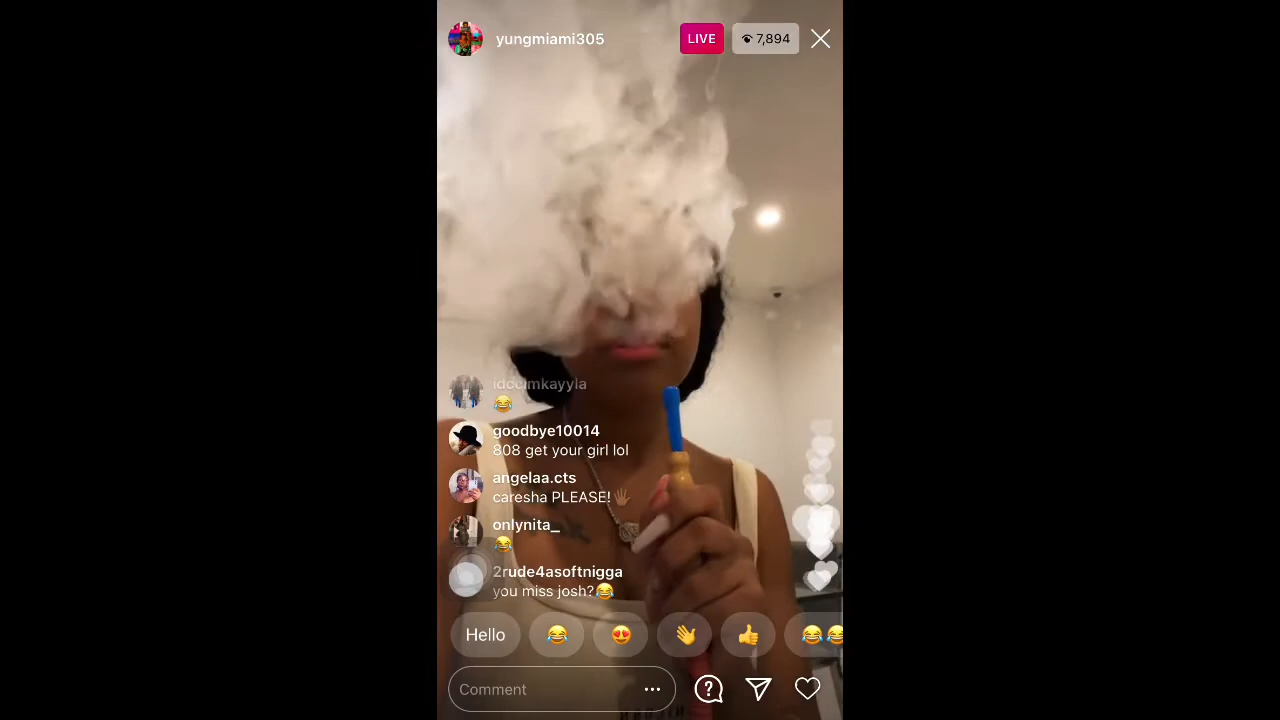 yungmiami305
LIVE
7,894
idccimkayyla
😂
goodbye10014
808 get your girl lol
angelaa.cts
caresha PLEASE!🖐🏾
onlynita_
😂
2rude4asoftnigga
you miss josh?😂
Hello
😂
😍
👋
👍
😂😂
Comment